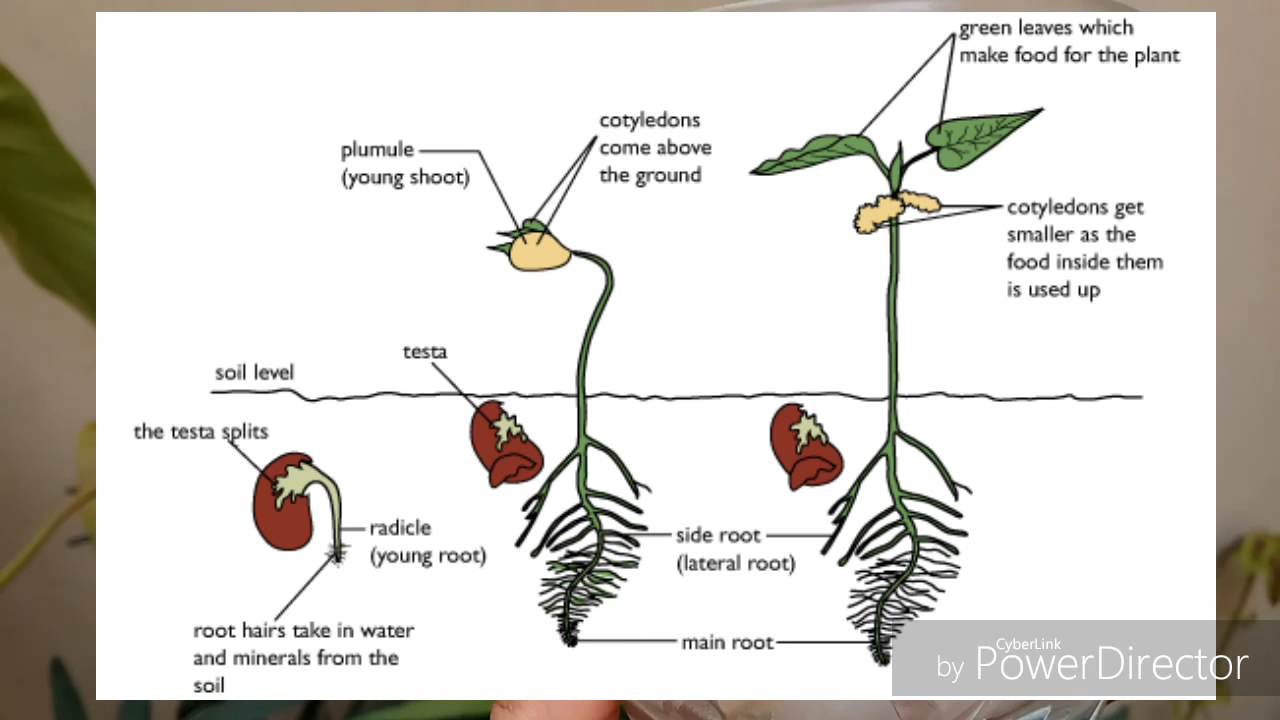 green leaves which
make food for the plant
cotyledons
come above
the ground
plumule
(young shoot)
cotyledons get
smaller as the
food inside them
is used up
testa
soil level
the testa splits
radicle
(young root)
side root
(lateral root)
root hairs take in water
and minerals from the
soil
main root
CyberLink
by PowerDirector